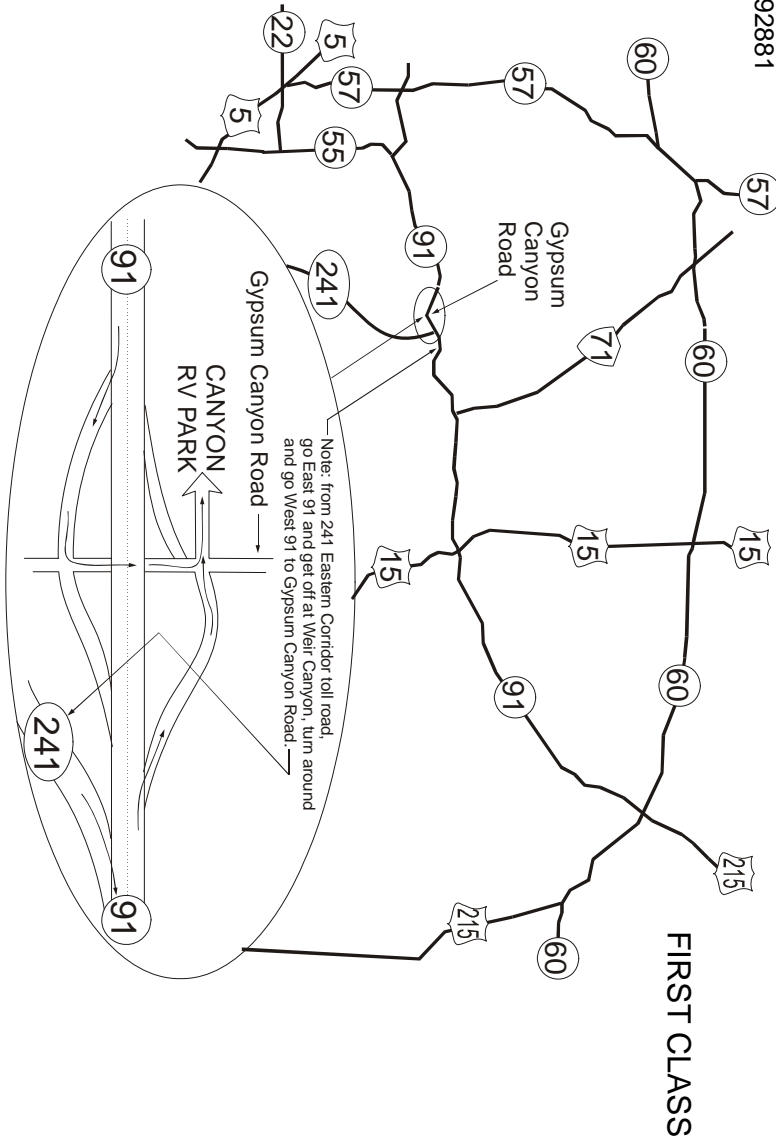 92881
57
15
215
60
60
FIRST CLASS
60
71
15
60
Gypsum
Canyon
Road
57
91
215
91
15
57
5
55
241
Note: from 241 Eastern Corridor toll road,
go East 91 and get off at Weir Canyon, turn around
and go West 91 to Gypsum Canyon Road.
22
5
Gypsum Canyon Road
CANYON
RV PARK
91
91
241